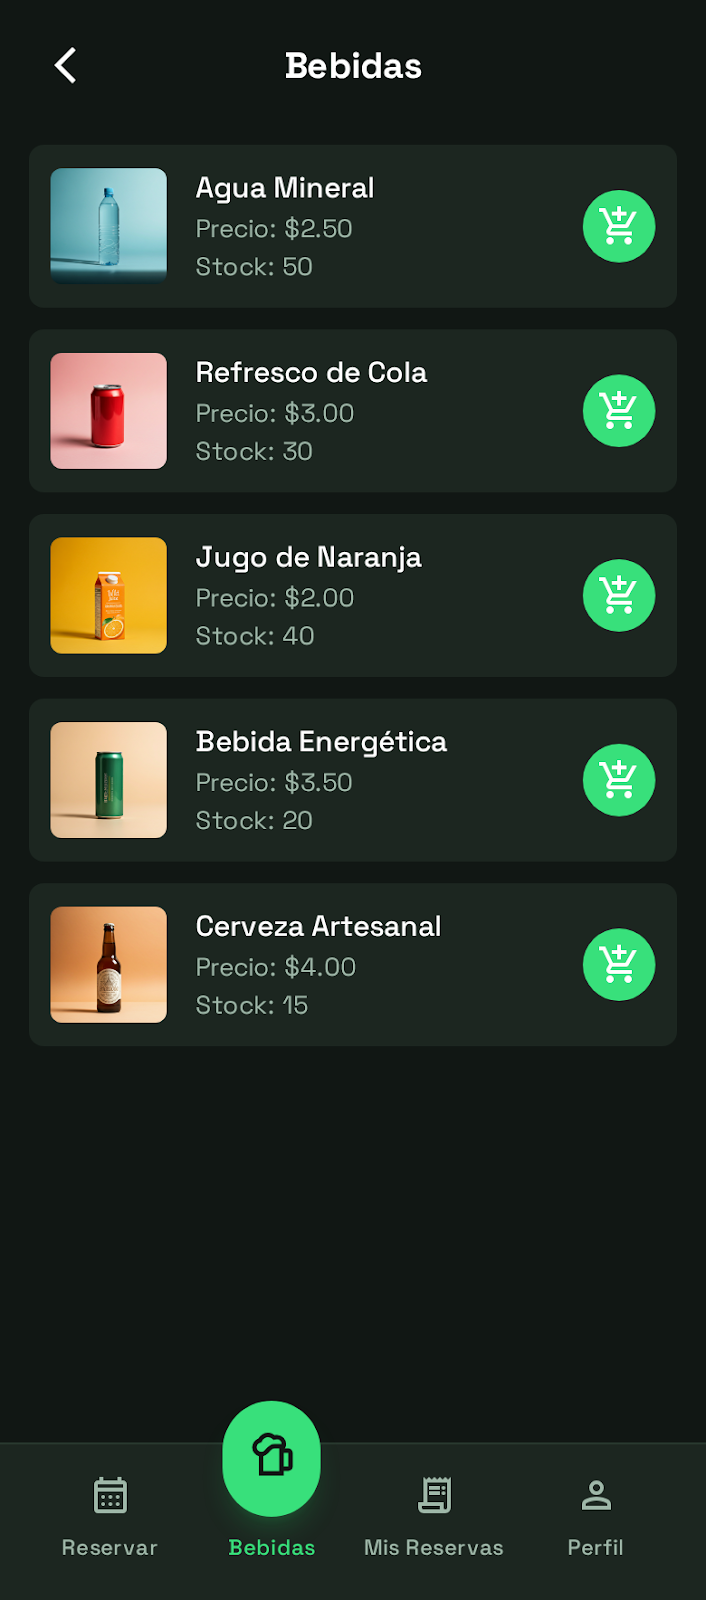 Bebidas
Agua Mineral
Precio: $2.50
Stock: 50
Refresco de Cola
Precio: $3.00
Stock: 30
Jugo de Naranja
Precio: $2.00
Stock: 40
Bebida Energética
Precio: $3.50
Stock: 20
Cerveza Artesanal
Precio: $4.00
Stock: 15
Reservar
Bebidas
Mis Reservas
Perfil